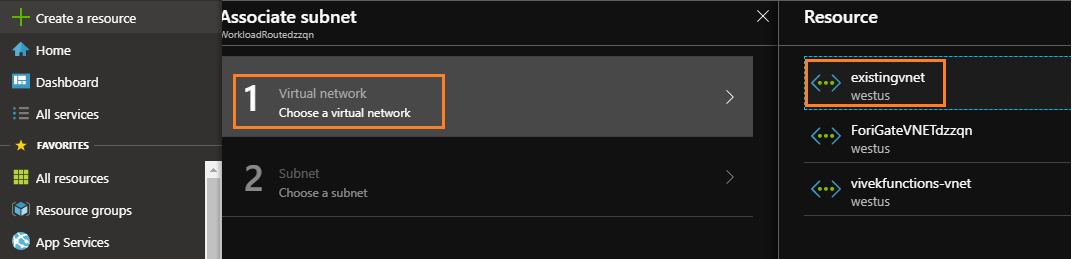 Create a resource
Home
Dashboard
All services
FAVORITES
All resources
Resource groups
App Services
Associate subnet
WorkloadRoutedzzqn
1
Virtual network
Choose a virtual network
2
Subnet
Choose a subnet
Resource
existingvnet
westus
ForiGateVNETdzzqn
westus
vivekfunctions-vnet
westus